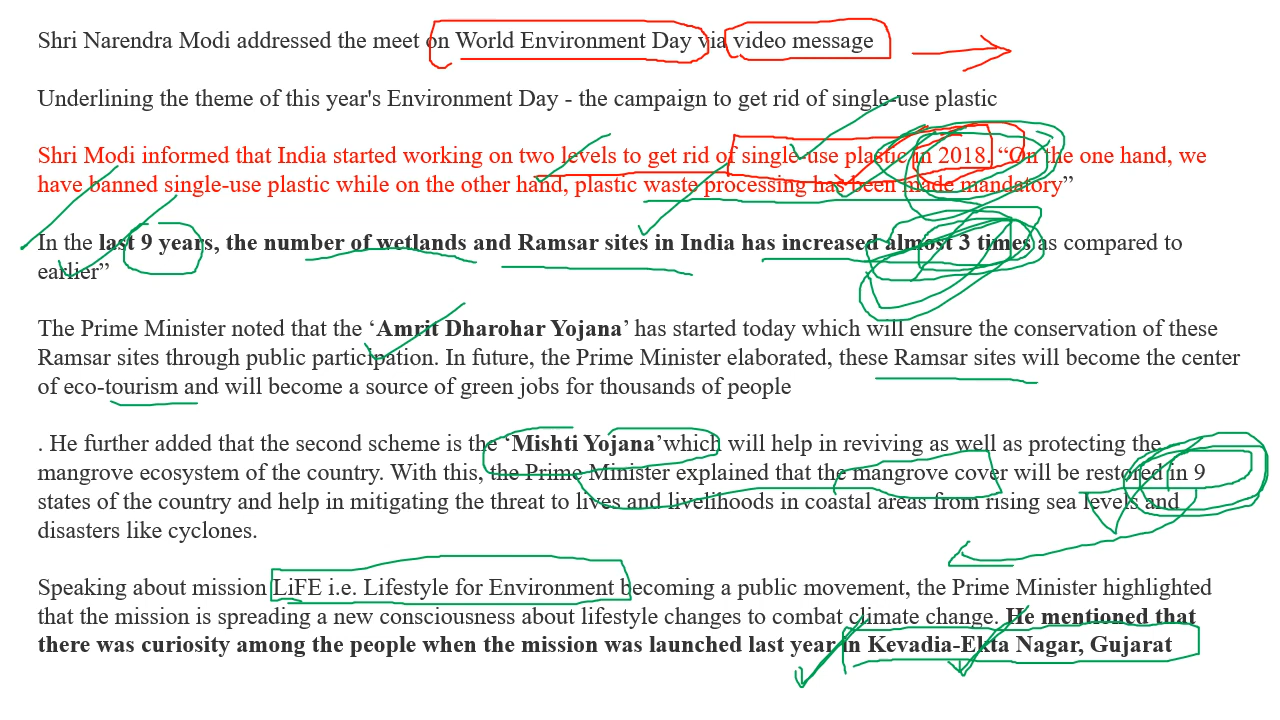 Shri Narendra Modi addressed the meet on World Environment Day via video message
Underlining the theme of this year's Environment Day - the campaign to get rid of single-use plastic
Shri Modi informed that India started working on two levels to get rid of single-use plastic in 2018. “On the one hand, we
have banned single-use plastic while on the other hand, plastic waste processing has been made mandatory”
In the last 9 years, the number of wetlands and Ramsar sites in India has increased almost 3 times as compared to
earlier”
The Prime Minister noted that the ‘Amrit Dharohar Yojana’ has started today which will ensure the conservation of these
Ramsar sites through public participation. In future, the Prime Minister elaborated, these Ramsar sites will become the center
of eco-tourism and will become a source of green jobs for thousands of people
. He further added that the second scheme is the ‘Mishti Yojana’which will help in reviving as well as protecting the
mangrove ecosystem of the country. With this, the Prime Minister explained that the mangrove cover will be restored in 9
states of the country and help in mitigating the threat to lives and livelihoods in coastal areas from rising sea levels and
disasters like cyclones.
Speaking about mission LiFE i.e. Lifestyle for Environment becoming a public movement, the Prime Minister highlighted
that the mission is spreading a new consciousness about lifestyle changes to combat climate change. He mentioned that
there was curiosity among the people when the mission was launched last year in Kevadia-Ekta Nagar, Gujarat